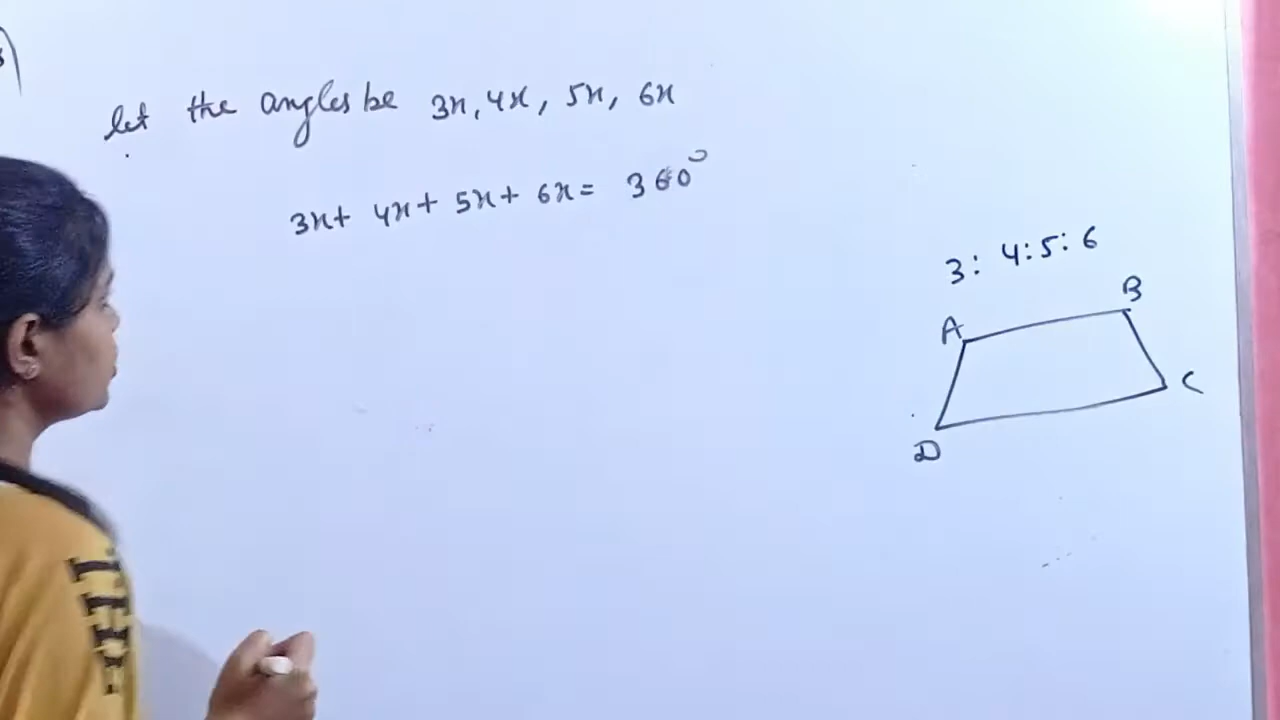 let the angles be 3x, 4x, 5x, 6x
3x+ 4x+ 5x+ 6x= 360°
3: 4:5:6
A B
C
D